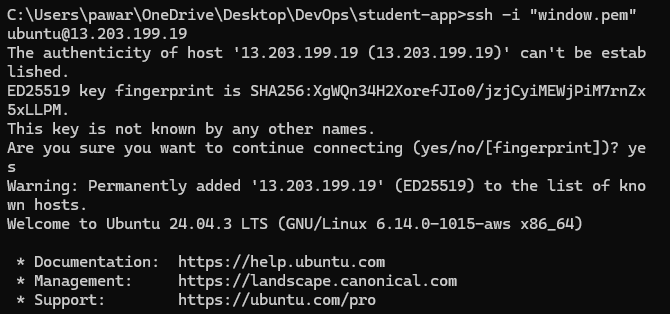 C:\Users\pawar\OneDrive\Desktop\DevOps\student-app>ssh -i "window.pem"
ubuntu@13.203.199.19
The authenticity of host '13.203.199.19 (13.203.199.19)' can't be estab
lished.
ED25519 key fingerprint is SHA256:XgWQn34H2XorefJIo0/jzjCyiMEWjPiM7rnZx
5xLLPM.
This key is not known by any other names.
Are you sure you want to continue connecting (yes/no/[fingerprint])? ye
s
Warning: Permanently added '13.203.199.19' (ED25519) to the list of kno
wn hosts.
Welcome to Ubuntu 24.04.3 LTS (GNU/Linux 6.14.0-1015-aws x86_64)
* Documentation:  https://help.ubuntu.com
* Management:     https://landscape.canonical.com
* Support:        https://ubuntu.com/pro